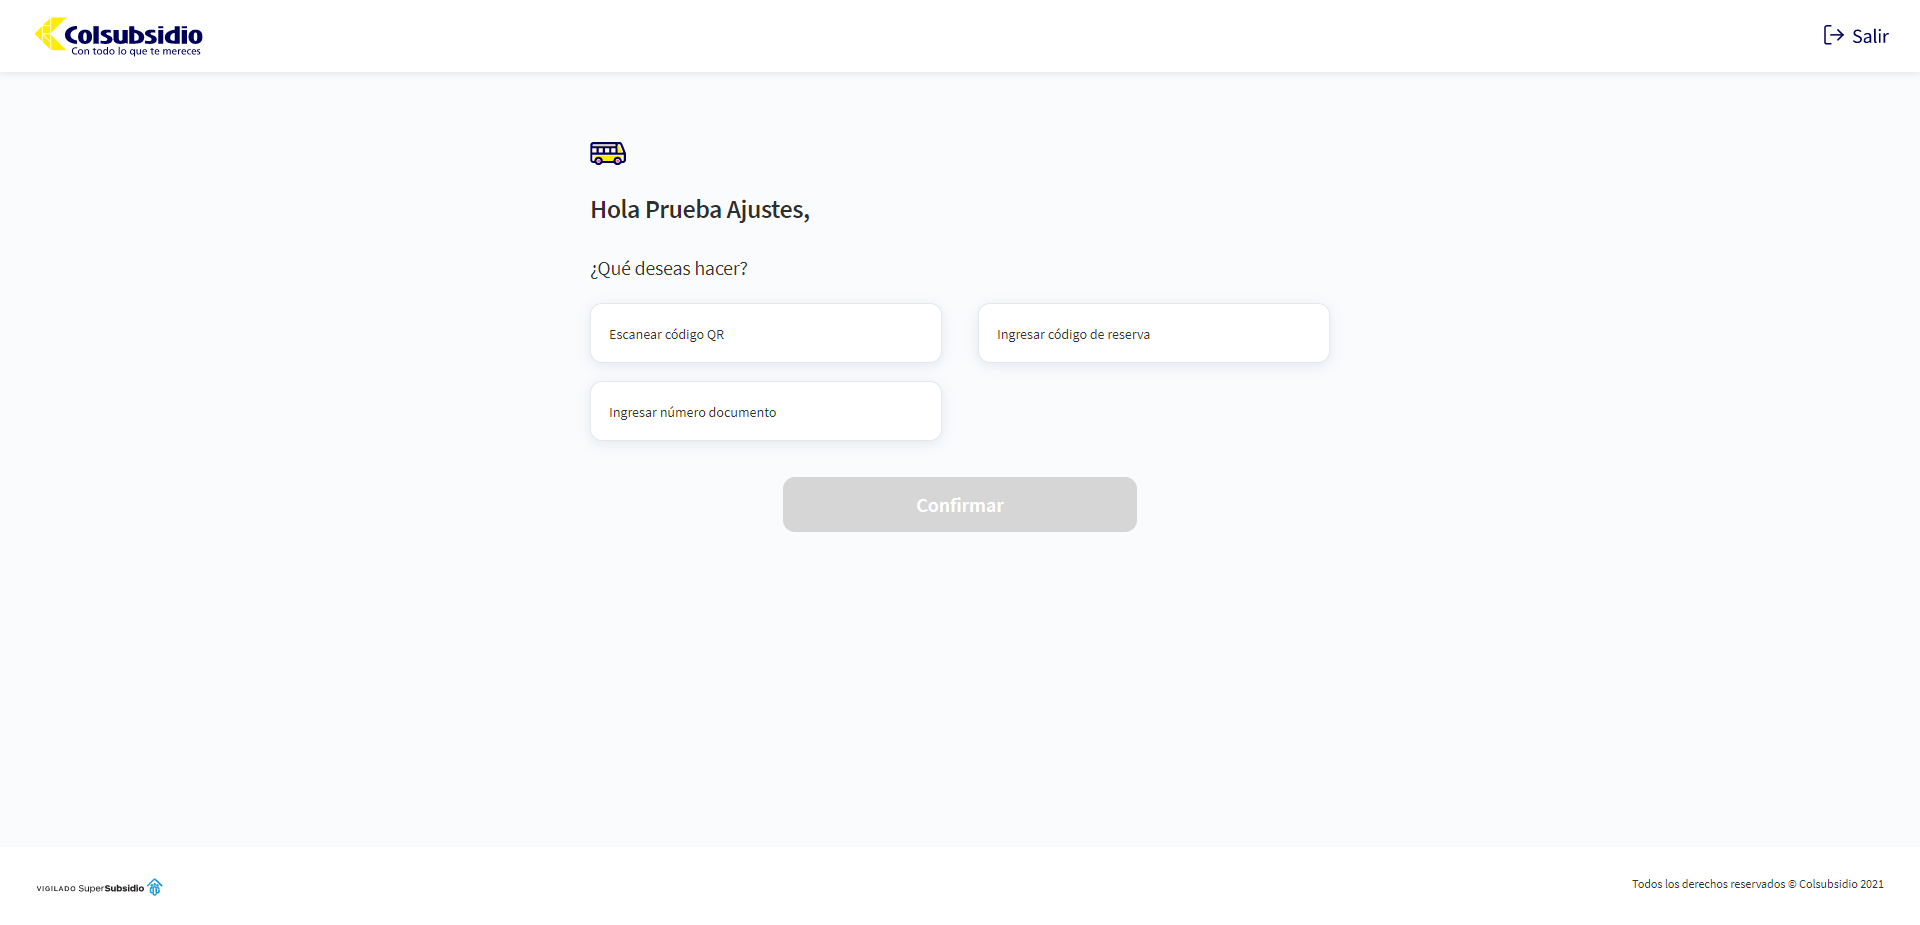 Colsubsidio
Con todo lo que te mereces
Salir
Hola Prueba Ajustes,
¿Qué deseas hacer?
Escanear código QR
Ingresar código de reserva
Ingresar número documento
Confirmar
VIGILADO SuperSubsidio
Todos los derechos reservados © Colsubsidio 2021